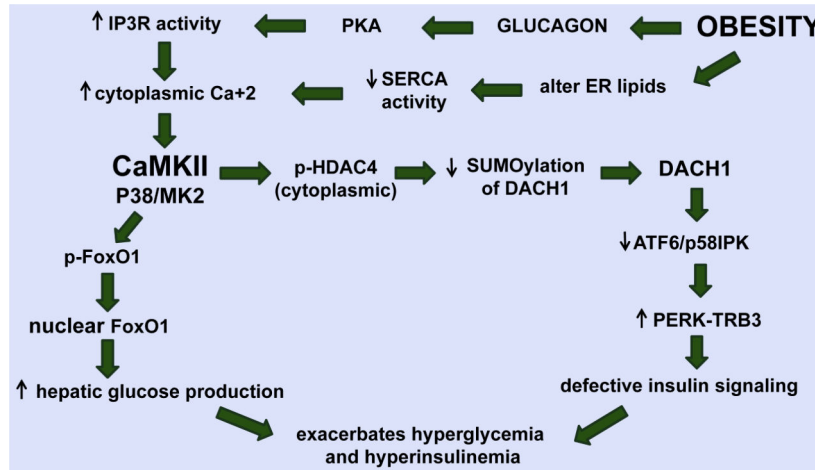 ↑ IP3R activity
PKA
GLUCAGON
OBESITY
↑cytoplasmic Ca+2
↓ SERCA
activity
alter ER lipids
CaMKII
P38/MK2
p-HDAC4
(cytoplasmic)
↓ SUMOylation
of DACH1
DACH1
p-FoxO1
↓ATF6/p58IPK
nuclear FoxO1
↑ PERK-TRB3
↑ hepatic glucose production
defective insulin signaling
exacerbates hyperglycemia
and hyperinsulinemia